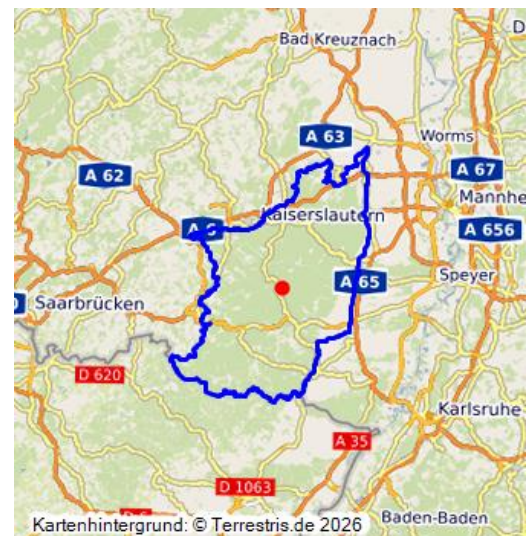 Bad Kreuznach
A 63
Worms
A 67
A 62
Mannhe
Kaiserslautern
A 6
A 656
A 65
Speyer
Saarbrücken
D 620
Karlsruhe
A 35
D 1063
Baden-Baden
Kartenhintergrund: © Terrestris.de 2026